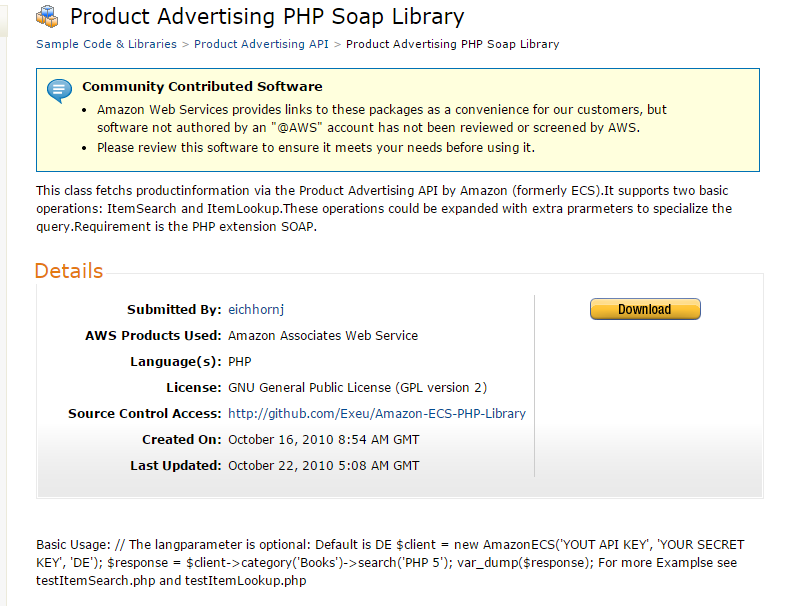 Product Advertising PHP Soap Library
Sample Code & Libraries > Product Advertising API > Product Advertising PHP Soap Library
Community Contributed Software
• Amazon Web Services provides links to these packages as a convenience for our customers, but
software not authored by an "@AWS" account has not been reviewed or screened by AWS.
• Please review this software to ensure it meets your needs before using it.
This class fetchs productinformation via the Product Advertising API by Amazon (formerly ECS).It supports two basic
operations: ItemSearch and ItemLookup.These operations could be expanded with extra prarmeters to specialize the
query.Requirement is the PHP extension SOAP.
Details
Submitted By: eichhornj
Download
AWS Products Used: Amazon Associates Web Service
Language(s): PHP
License: GNU General Public License (GPL version 2)
Source Control Access: http://github.com/Exeu/Amazon-ECS-PHP-Library
Created On: October 16, 2010 8:54 AM GMT
Last Updated: October 22, 2010 5:08 AM GMT
Basic Usage: // The langparameter is optional: Default is DE $client = new AmazonECS('YOUT API KEY', 'YOUR SECRET
KEY', 'DE'); $response = $client->category('Books')->search('PHP 5'); var_dump($response); For more Examplse see
testItemSearch.php and testItemLookup.php